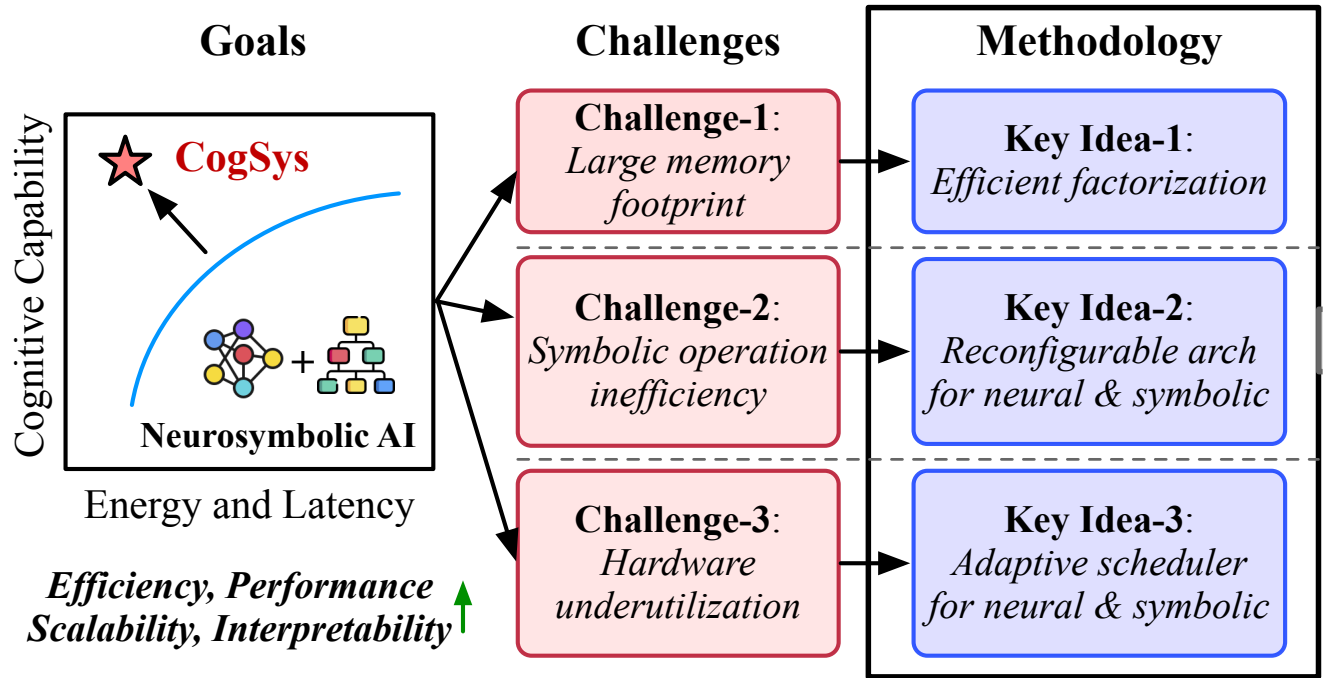 Goals
Cognitive Capability
CogSys
+
Neurosymbolic AI
Energy and Latency
Efficiency, Performance
Scalability, Interpretability
Challenges
Challenge-1:
Large memory
footprint
Challenge-2:
Symbolic operation
inefficiency
Challenge-3:
Hardware
underutilization
Methodology
Key Idea-1:
Efficient factorization
Key Idea-2:
Reconfigurable arch
for neural & symbolic
Key Idea-3:
Adaptive scheduler
for neural & symbolic